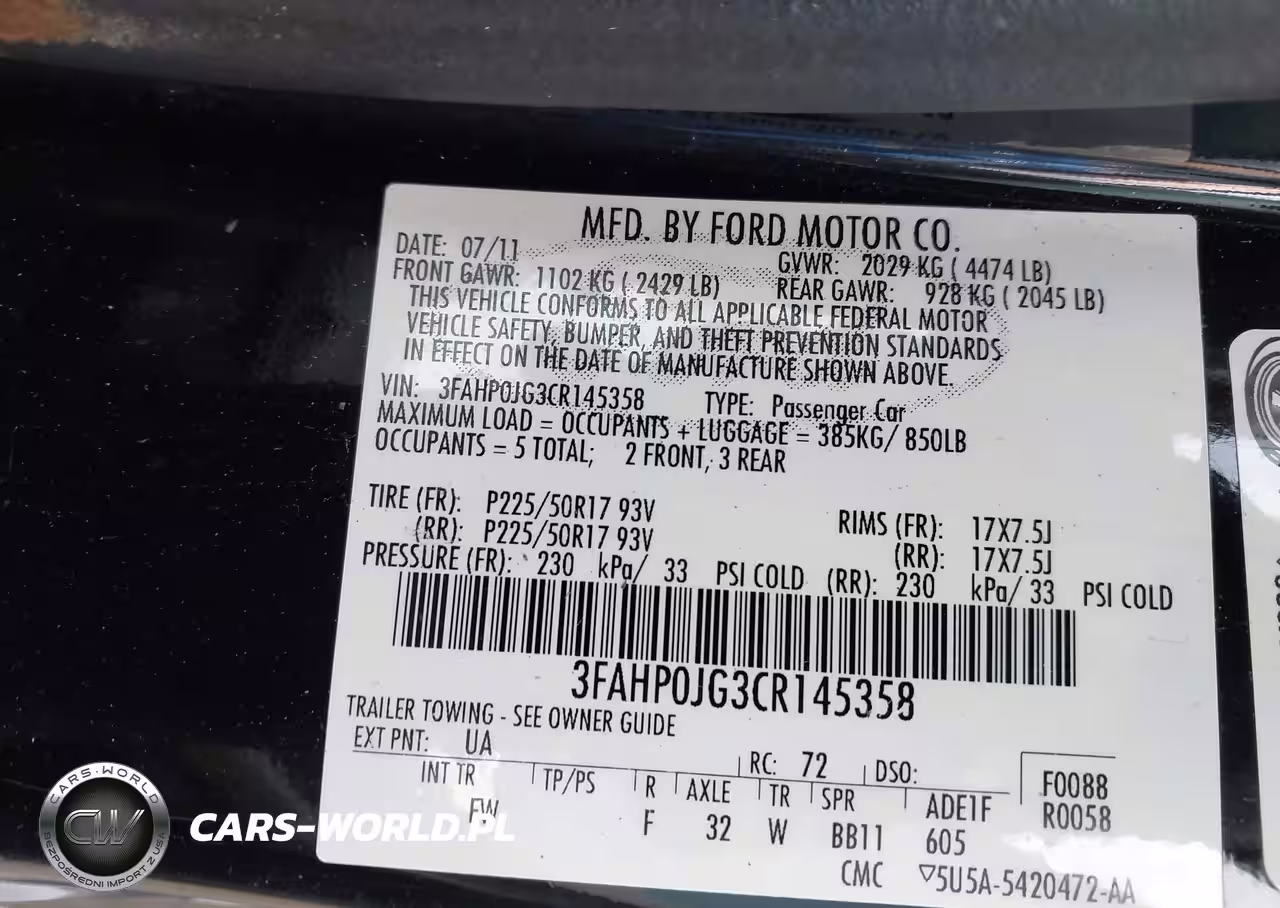 MFD. BY FORD MOTOR CO.
DATE: 07/11
GVWR: 2029 KG ( 4474 LB)
FRONT GAWR: 1102 KG ( 2429 LB)
REAR GAWR: 928 KG ( 2045 LB)
THIS VEHICLE CONFORMS TO ALL APPLICABLE FEDERAL MOTOR
VEHICLE SAFETY, BUMPER, AND THEFT PREVENTION STANDARDS
IN EFFECT ON THE DATE OF MANUFACTURE SHOWN ABOVE.
VIN: 3FAHP0JG3CR145358 TYPE: Passenger Car
MAXIMUM LOAD = OCCUPANTS + LUGGAGE = 385KG/ 850LB
OCCUPANTS = 5 TOTAL; 2 FRONT, 3 REAR
TIRE (FR): P225/50R17 93V RIMS (FR): 17X7.5J
(RR): P225/50R17 93V (RR): 17X7.5J
PRESSURE (FR): 230 kPa/ 33 PSI COLD (RR): 230 kPa/ 33 PSI COLD
3FAHP0JG3CR145358
TRAILER TOWING - SEE OWNER GUIDE
EXT PNT: UA RC: 72 DSO: F0088
INT TR TP/PS R AXLE TR SPR ADE1F R0058
FW F 32 W BB11 605
CMC ▽5U5A-5420472-AA
CARS-WORLD
CW
BEZPOŚREDNI IMPORT Z USA
CARS-WORLD.PL